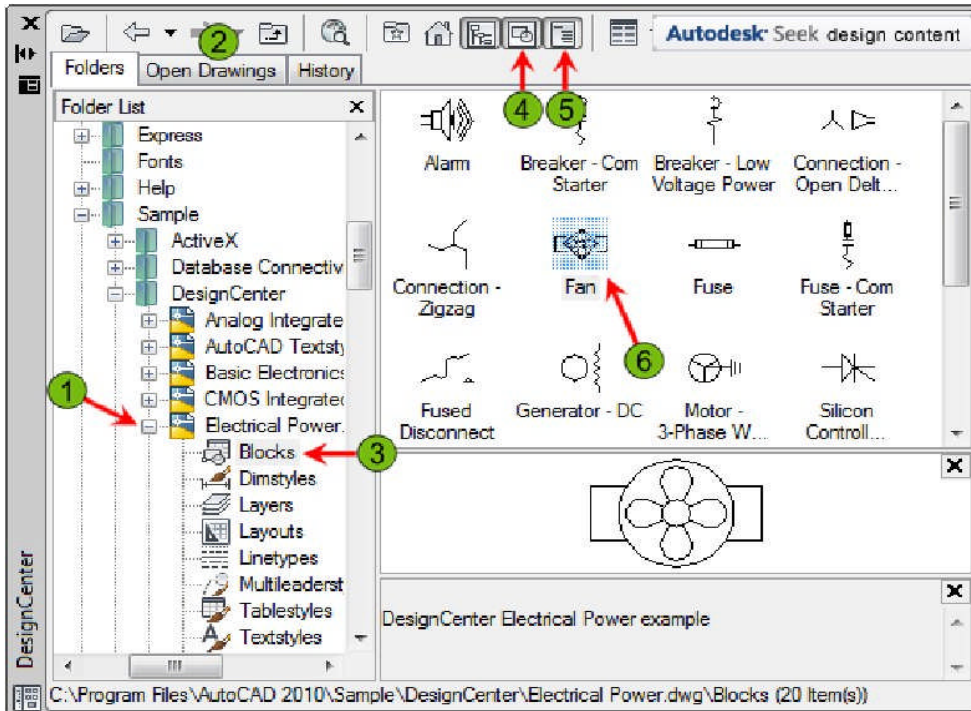 Autodesk® Seek design content
2
Folders Open Drawings History
4 5
Folder List
Express
Fonts
Help
Sample
ActiveX
Database Connectiv
DesignCenter
Analog Integrate
AutoCAD Textsty
Basic Electronics
CMOS Integrated
1
Electrical Power.
Blocks
3
Dimstyles
Layers
Layouts
Linetypes
Multileaderst
Tablestyles
Textstyles
Alarm
Breaker - Com Starter
Breaker - Low Voltage Power
Connection - Open Delt...
Connection - Zigzag
Fan
Fuse
Fuse - Com Starter
6
Fused Disconnect
Generator - DC
Motor - 3-Phase W...
Silicon Controll...
DesignCenter Electrical Power example
DesignCenter
C:\Program Files\AutoCAD 2010\Sample\DesignCenter\Electrical Power.dwg\Blocks (20 Item(s))